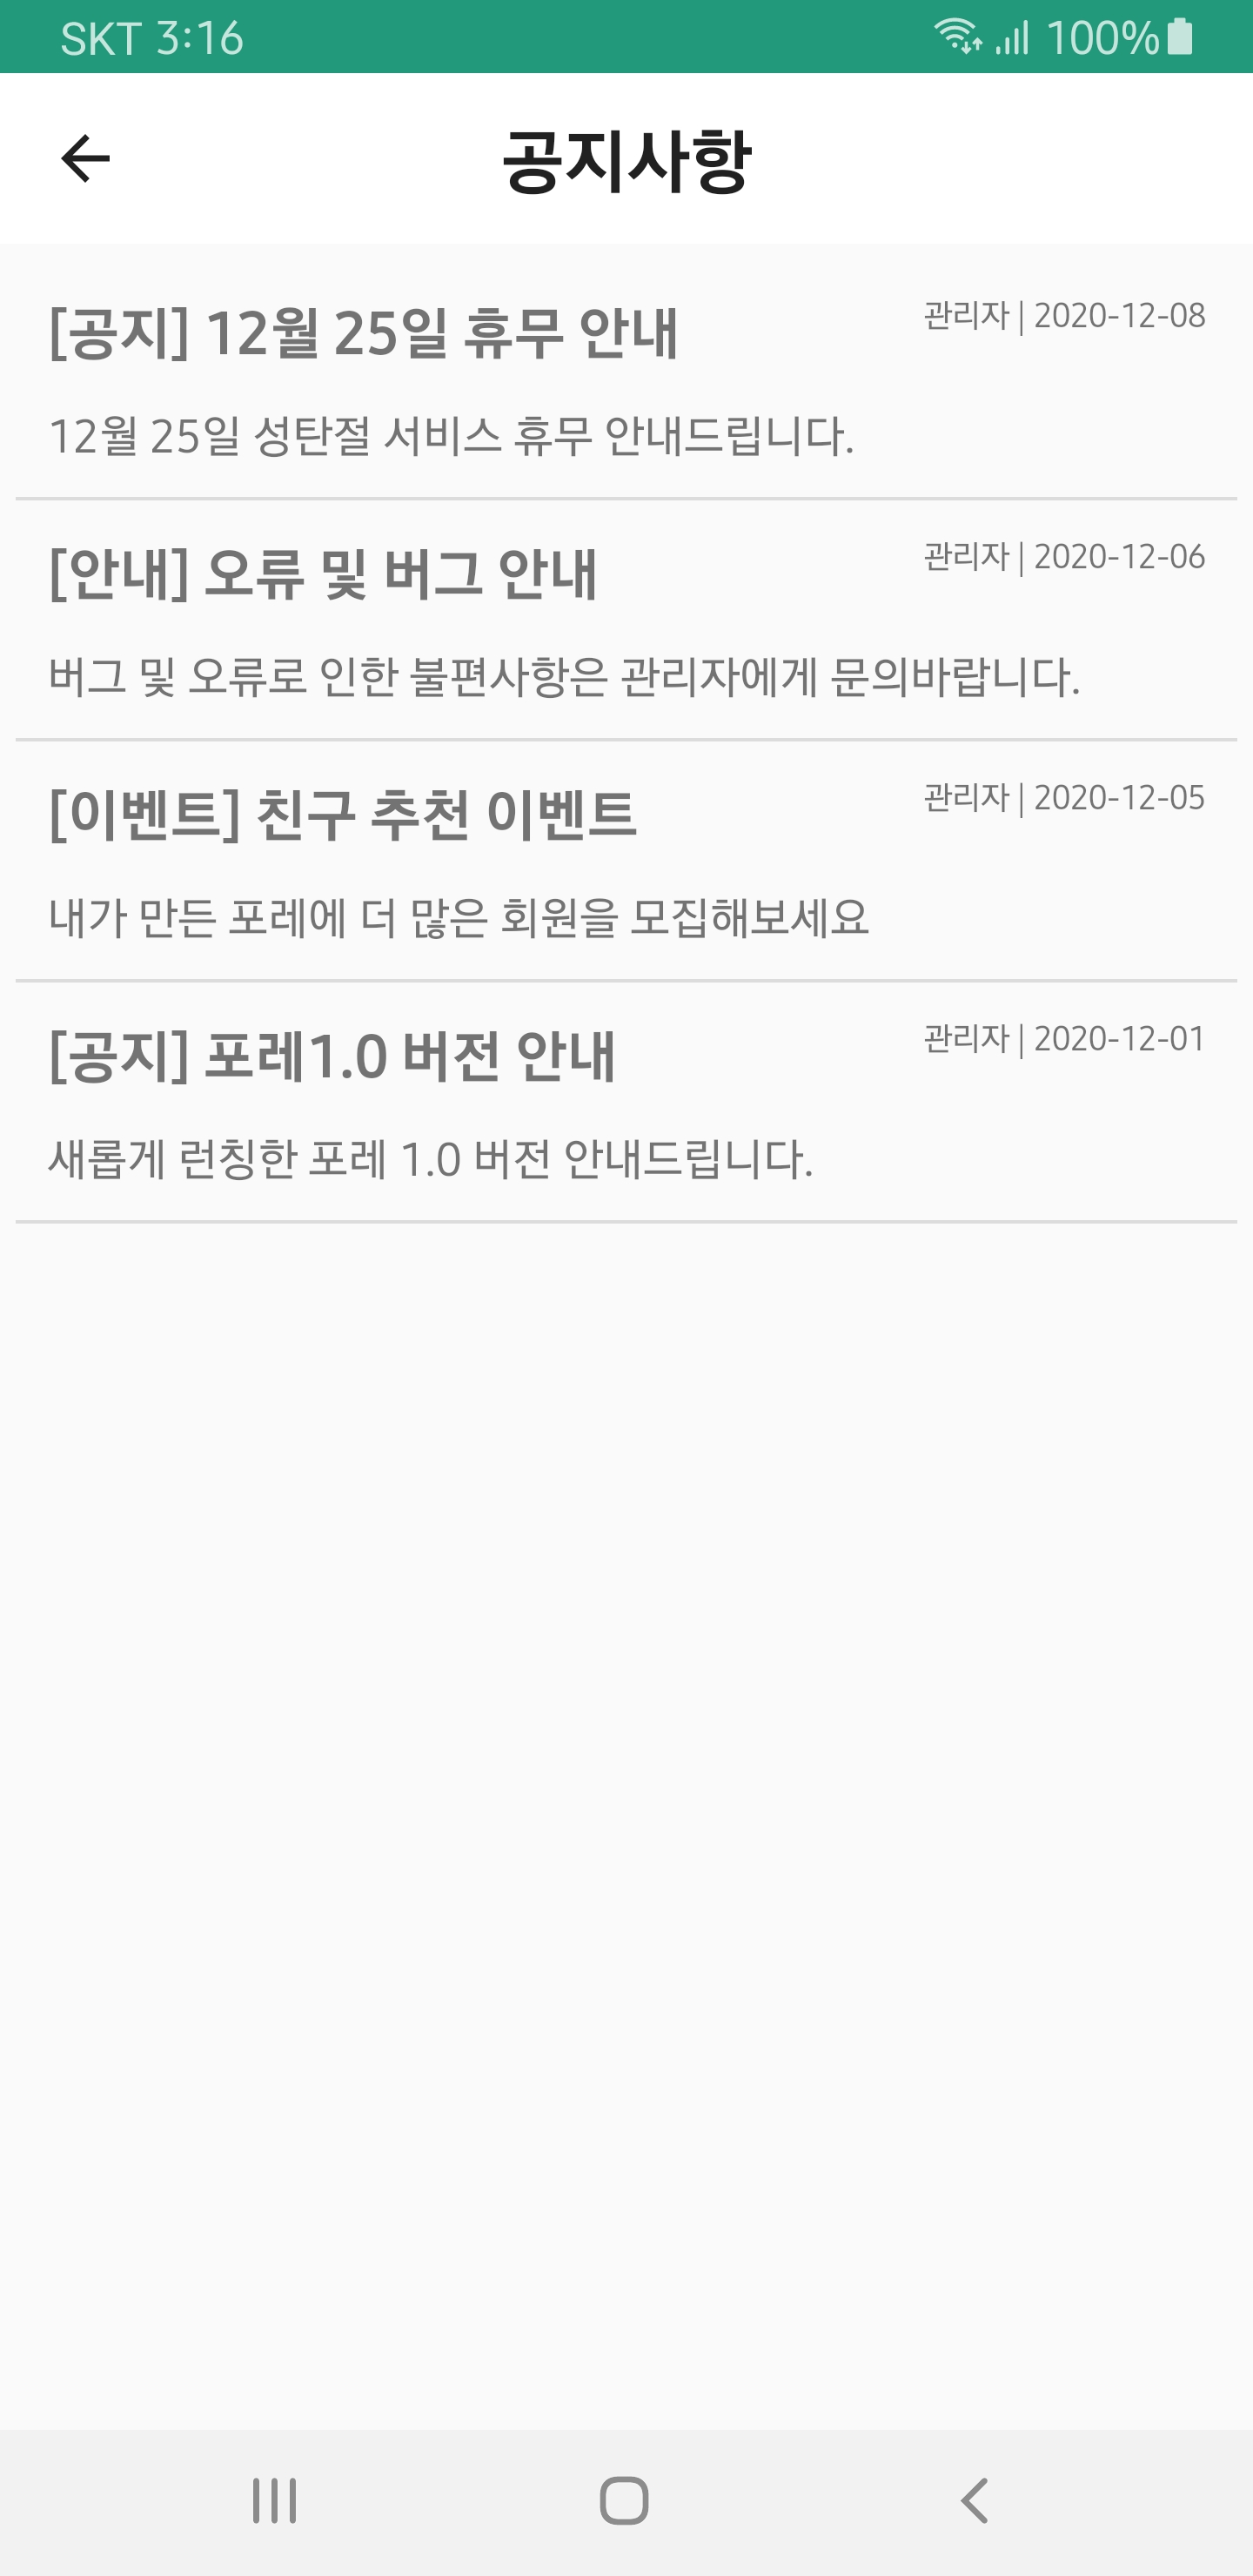 SKT 3:16 100%
공지사항
[공지] 12월 25일 휴무 안내 관리자 | 2020-12-08
12월 25일 성탄절 서비스 휴무 안내드립니다.
[안내] 오류 및 버그 안내 관리자 | 2020-12-06
버그 및 오류로 인한 불편사항은 관리자에게 문의바랍니다.
[이벤트] 친구 추천 이벤트 관리자 | 2020-12-05
내가 만든 포레에 더 많은 회원을 모집해보세요
[공지] 포레1.0 버전 안내 관리자 | 2020-12-01
새롭게 런칭한 포레 1.0 버전 안내드립니다.